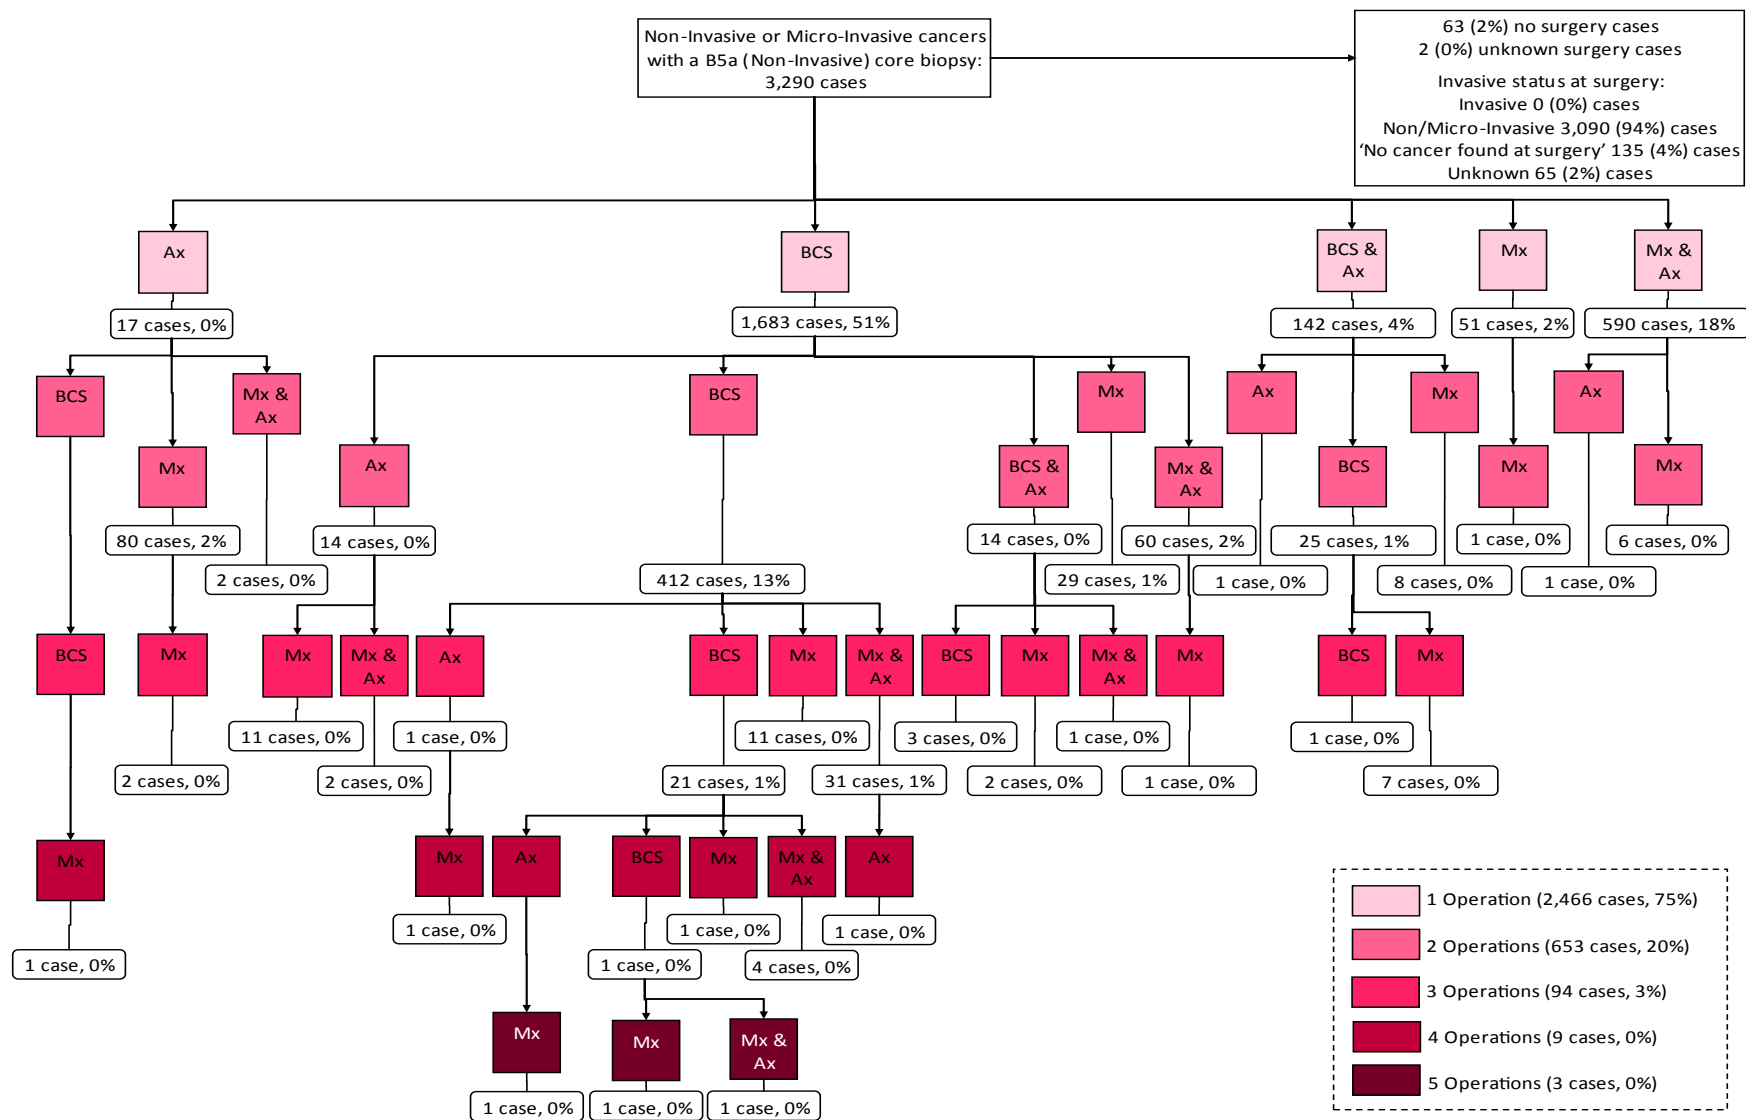 Non-Invasive or Micro-Invasive cancers
with a B5a (Non-Invasive) core biopsy:
3,290 cases
63 (2%) no surgery cases
2 (0%) unknown surgery cases
Invasive status at surgery:
Invasive 0 (0%) cases
Non/Micro-Invasive 3,090 (94%) cases
‘No cancer found at surgery’ 135 (4%) cases
Unknown 65 (2%) cases
Ax
BCS
BCS &
Ax
Mx
Mx &
Ax
17 cases, 0%
1,683 cases, 51%
142 cases, 4%
51 cases, 2%
590 cases, 18%
BCS
Mx &
Ax
BCS
Mx
Ax
Mx
Ax
Mx
Ax
BCS &
Ax
Mx &
Ax
BCS
Mx
Mx
80 cases, 2%
14 cases, 0%
14 cases, 0%
60 cases, 2%
25 cases, 1%
1 case, 0%
6 cases, 0%
2 cases, 0%
412 cases, 13%
29 cases, 1%
1 case, 0%
8 cases, 0%
1 case, 0%
BCS
Mx
Mx
Mx &
Ax
Ax
BCS
Mx
Mx &
Ax
BCS
Mx
Mx &
Ax
Mx
BCS
Mx
11 cases, 0%
1 case, 0%
11 cases, 0%
3 cases, 0%
1 case, 0%
1 case, 0%
2 cases, 0%
2 cases, 0%
21 cases, 1%
31 cases, 1%
2 cases, 0%
1 case, 0%
7 cases, 0%
Mx
Mx
Ax
BCS
Mx
Mx &
Ax
Ax
1 case, 0%
1 case, 0%
1 case, 0%
1 case, 0%
1 case, 0%
4 cases, 0%
Mx
Mx
Mx &
Ax
1 case, 0%
1 case, 0%
1 case, 0%
1 Operation (2,466 cases, 75%)
2 Operations (653 cases, 20%)
3 Operations (94 cases, 3%)
4 Operations (9 cases, 0%)
5 Operations (3 cases, 0%)